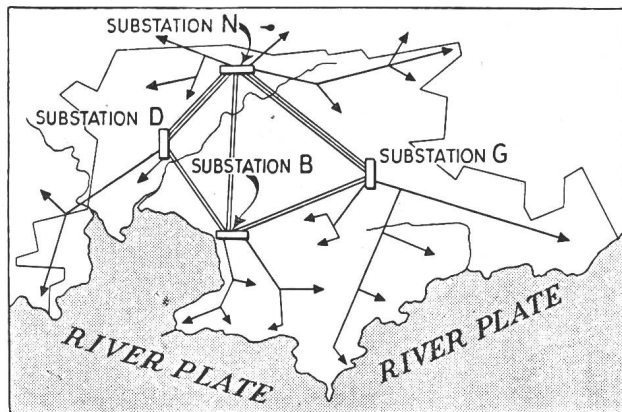 SUBSTATION N
SUBSTATION D
SUBSTATION B
SUBSTATION G
RIVER PLATE
RIVER PLATE